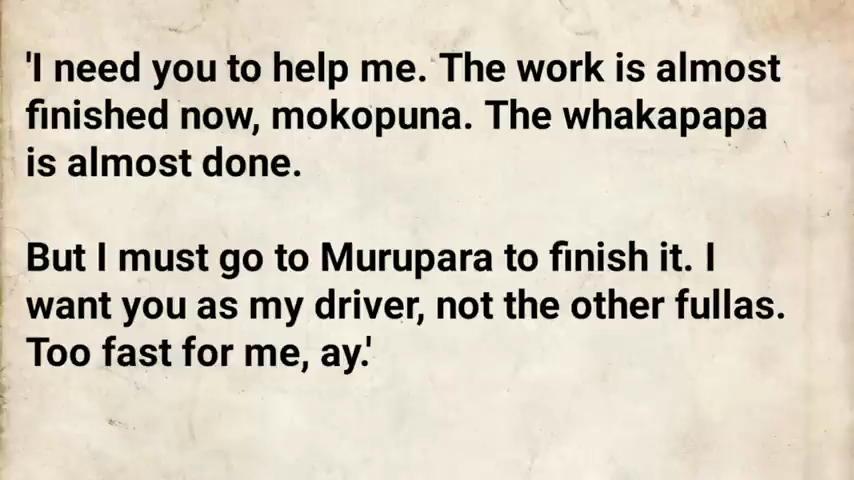 'I need you to help me. The work is almost
finished now, mokopuna. The whakapapa
is almost done.
But I must go to Murupara to finish it. I
want you as my driver, not the other fullas.
Too fast for me, ay.'